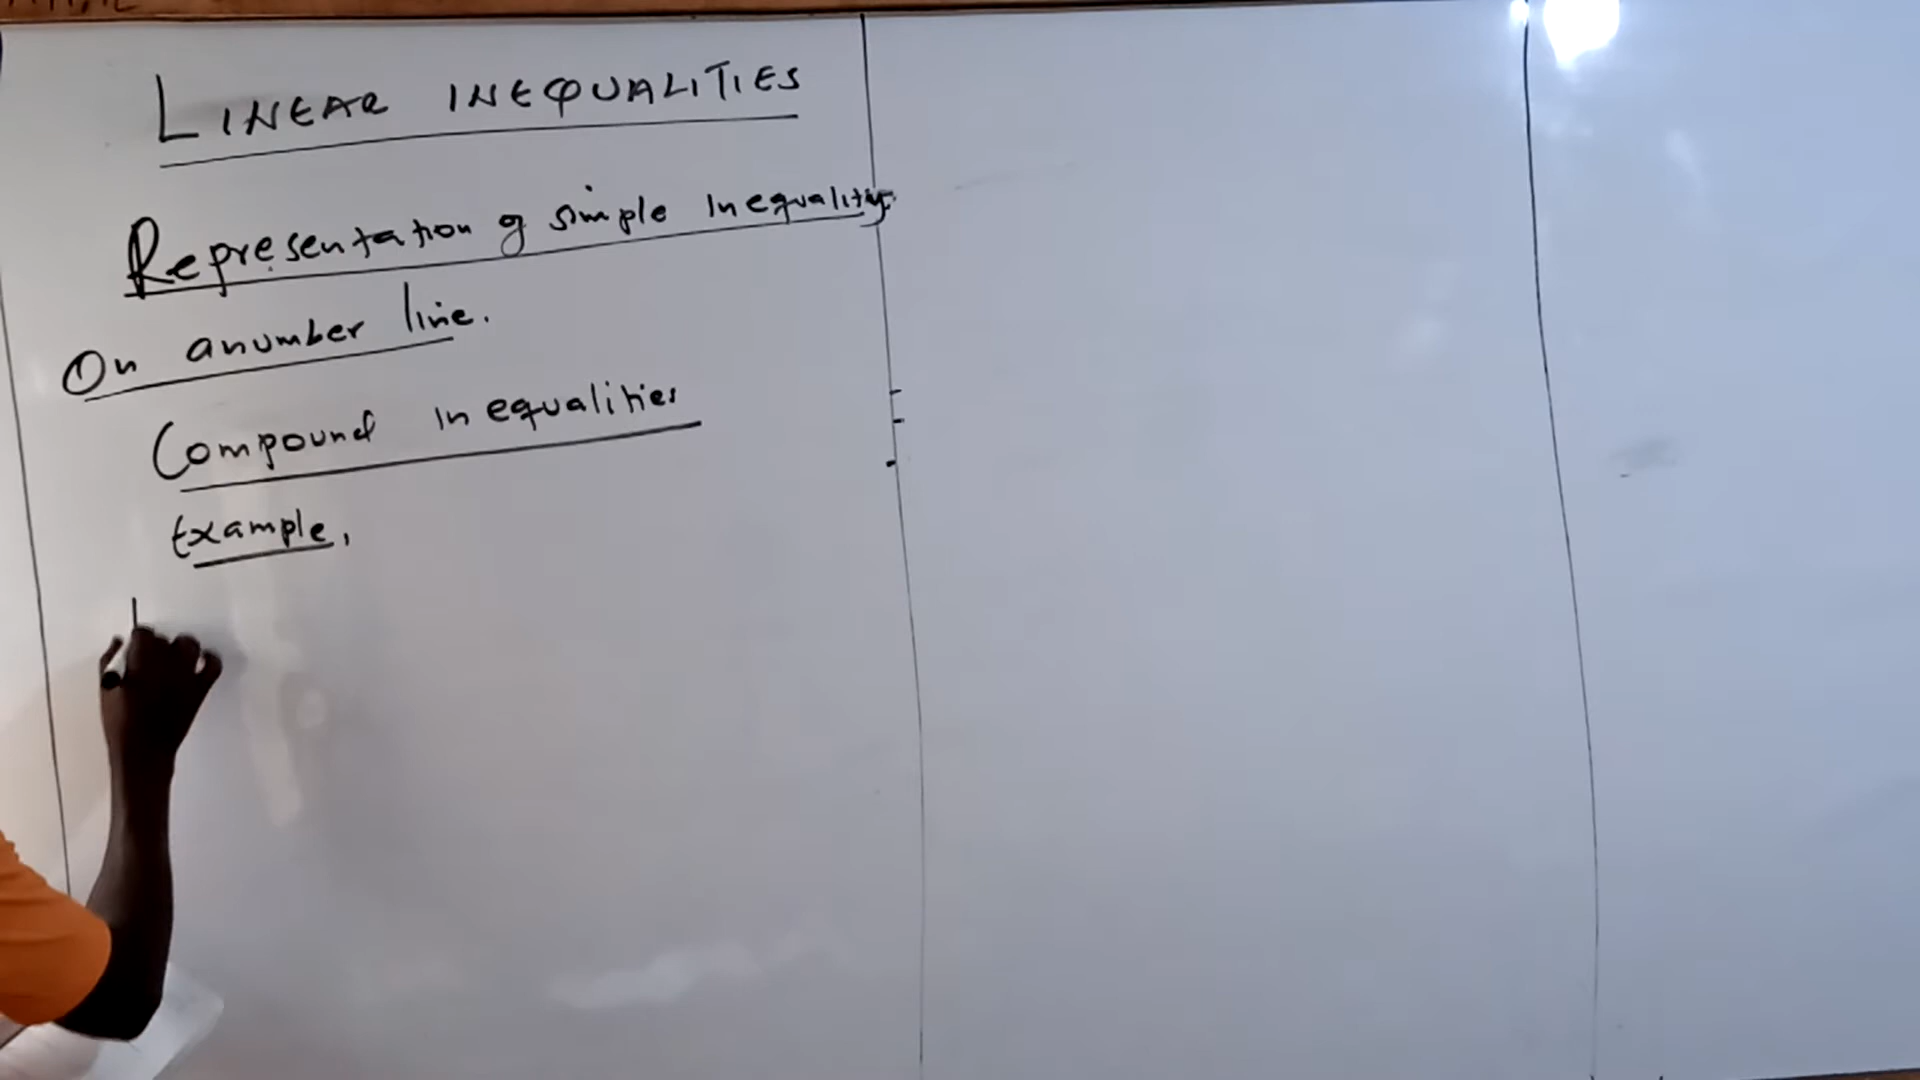 LINEAR INEQUALITIES
Representation of simple Inequality
On a number line.
Compound inequalities
Example,